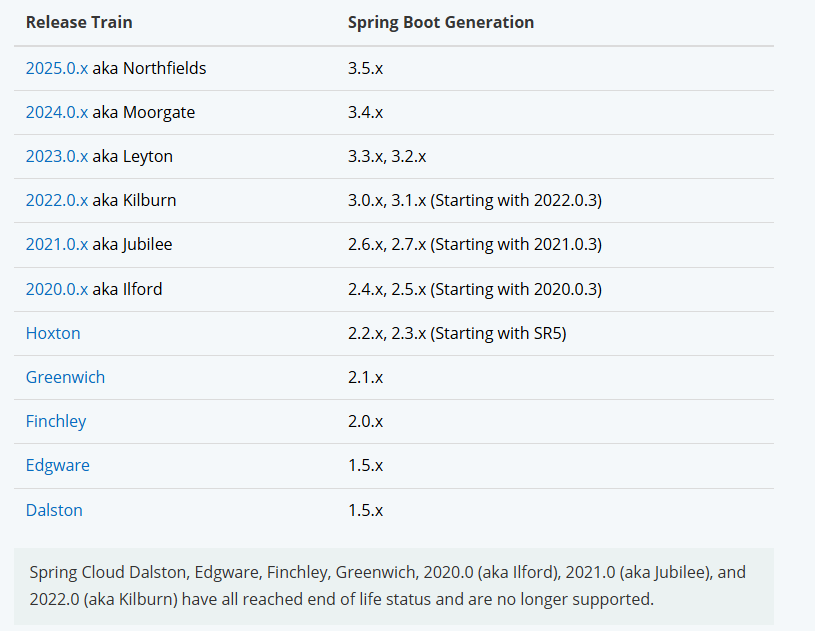 Release Train Spring Boot Generation
2025.0.x aka Northfields 3.5.x
2024.0.x aka Moorgate 3.4.x
2023.0.x aka Leyton 3.3.x, 3.2.x
2022.0.x aka Kilburn 3.0.x, 3.1.x (Starting with 2022.0.3)
2021.0.x aka Jubilee 2.6.x, 2.7.x (Starting with 2021.0.3)
2020.0.x aka Ilford 2.4.x, 2.5.x (Starting with 2020.0.3)
Hoxton 2.2.x, 2.3.x (Starting with SR5)
Greenwich 2.1.x
Finchley 2.0.x
Edgware 1.5.x
Dalston 1.5.x
Spring Cloud Dalston, Edgware, Finchley, Greenwich, 2020.0 (aka Ilford), 2021.0 (aka Jubilee), and
2022.0 (aka Kilburn) have all reached end of life status and are no longer supported.